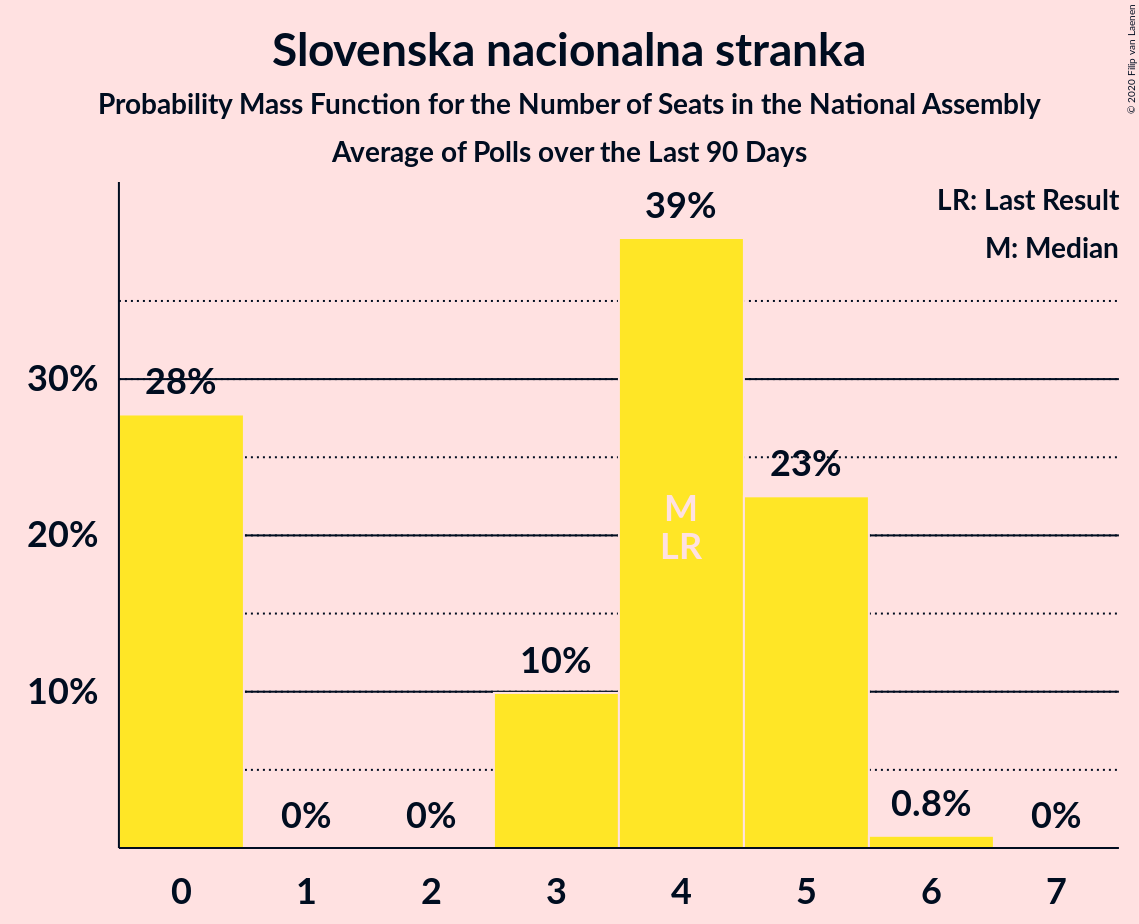 Slovenska nacionalna stranka
Probability Mass Function for the Number of Seats in the National Assembly
Average of Polls over the Last 90 Days
© 2020 Filip van Laenen
LR: Last Result
M: Median
39%
30%
28%
23%
M
LR
20%
10%
10%
0%
0%
0.8%
0%
0 1 2 3 4 5 6 7